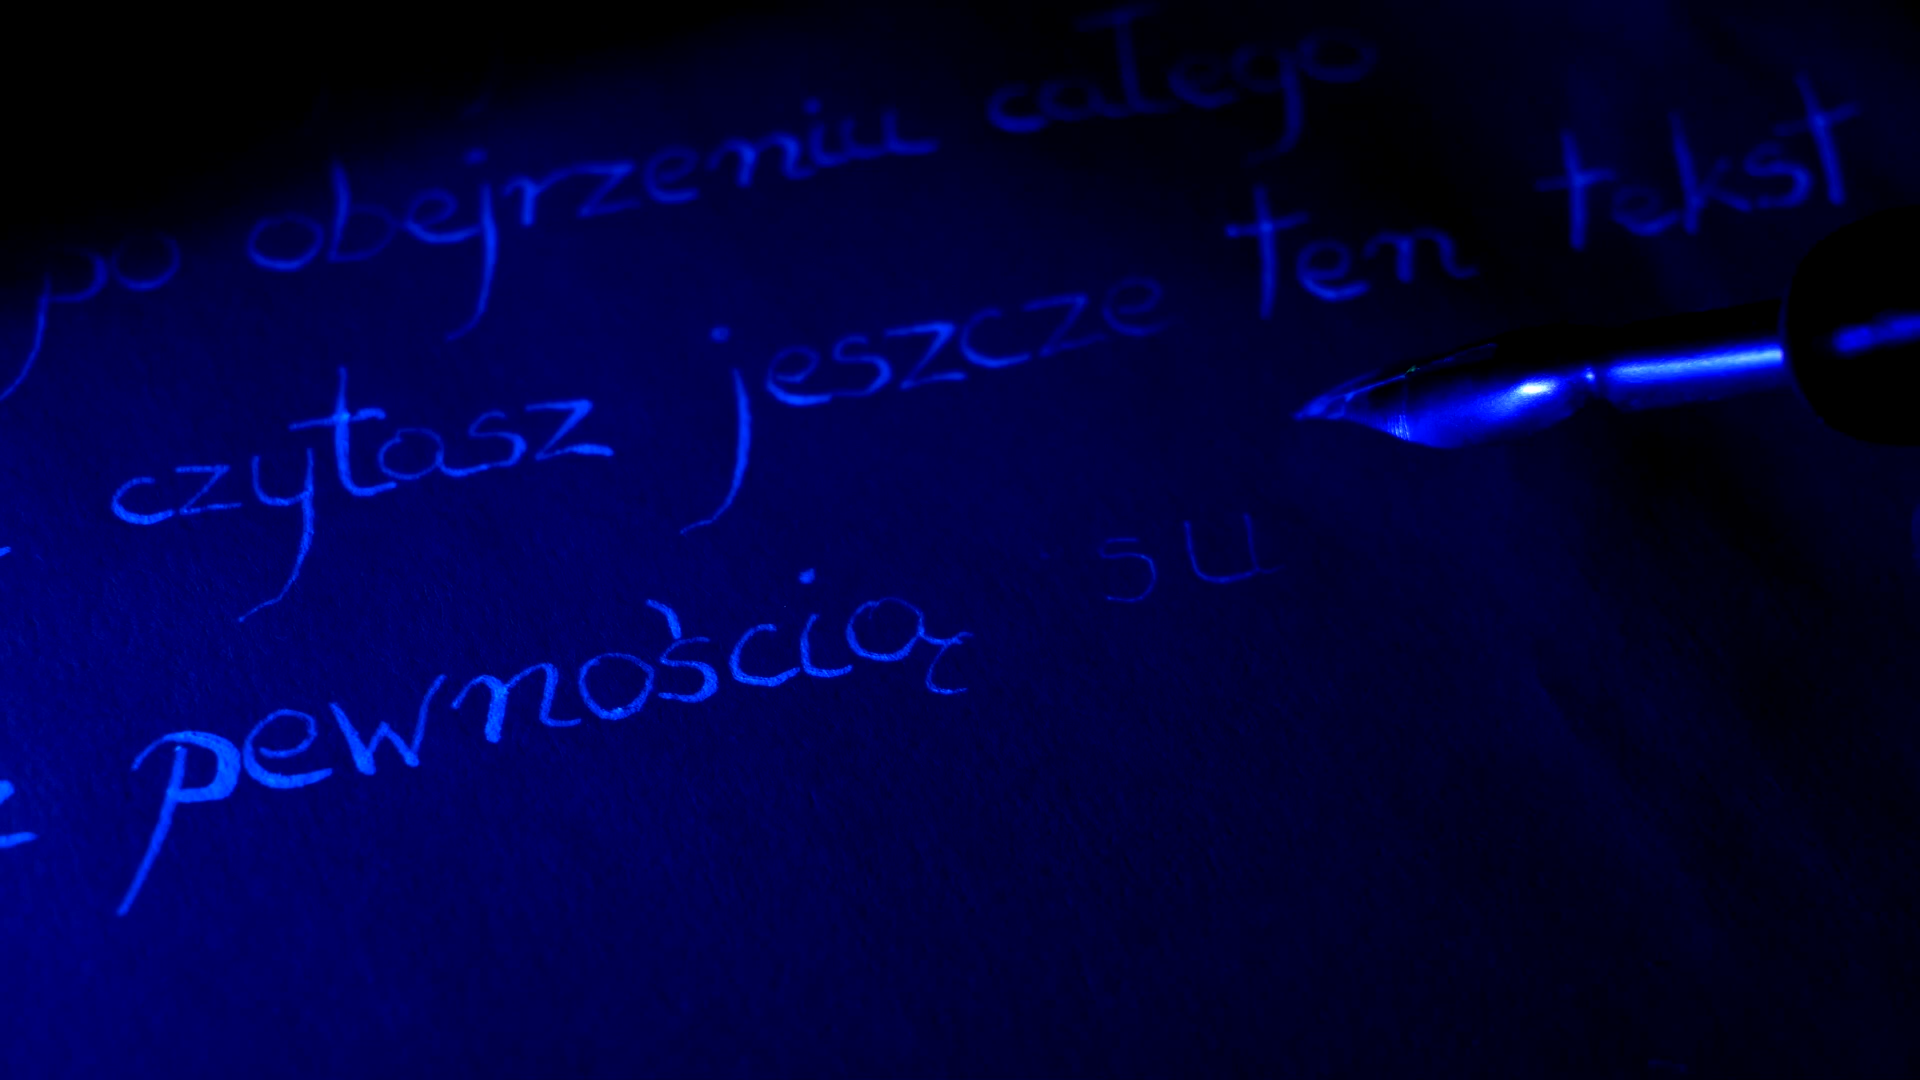 po obejrzeniu całego
czytasz jeszcze ten tekst
pewnością su